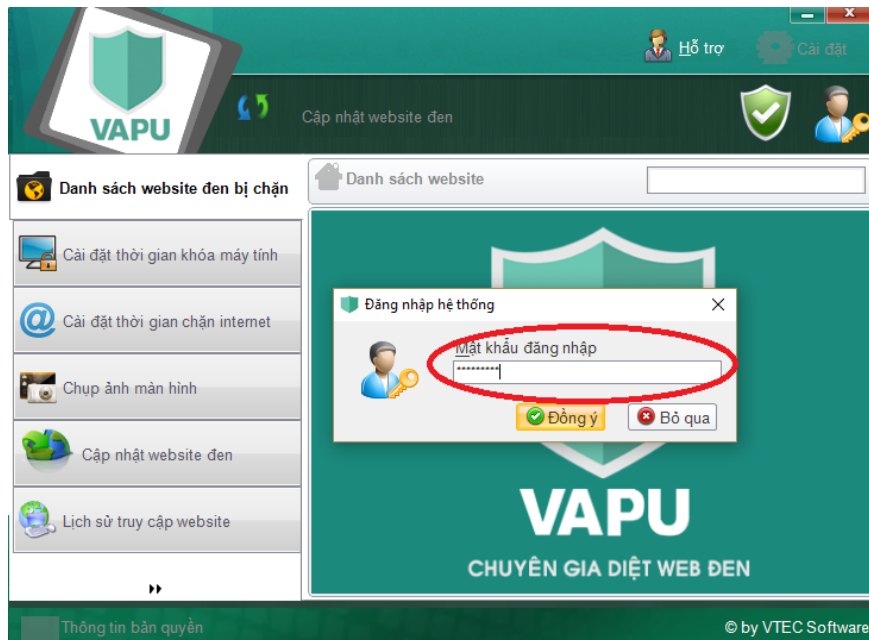 Hỗ trợ
Cài đặt
VAPU
Cập nhật website đen
Danh sách website đen bị chặn
Danh sách website
Cài đặt thời gian khóa máy tính
Cài đặt thời gian chặn internet
Chụp ảnh màn hình
Cập nhật website đen
Lịch sử truy cập website
Đăng nhập hệ thống
Mật khẩu đăng nhập
*********
Đồng ý
Bỏ qua
VAPU
CHUYÊN GIA DIỆT WEB ĐEN
Thông tin bản quyền
© by VTEC Software